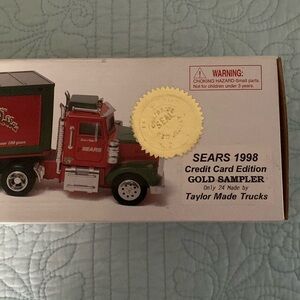 WARNING:
CHOKING HAZARD-Small parts.
Not for children under 3 years.
SEAL
SEARS
SEARS 1998
Credit Card Edition
GOLD SAMPLER
Only 24 Made by
Taylor Made Trucks